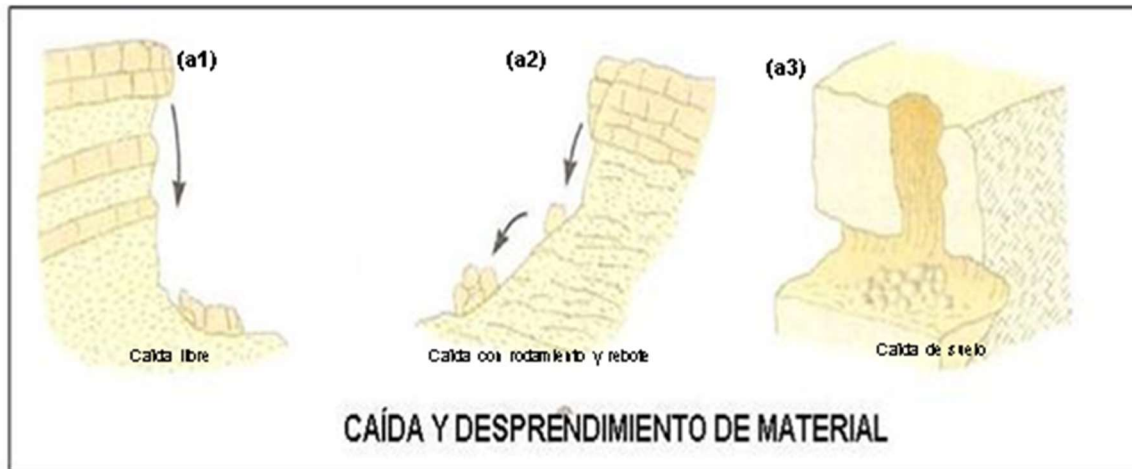 (a1)
(a2)
(a3)
Caída libre
Caída con rodamiento y rebote
Caída de suelo
CAÍDA Y DESPRENDIMIENTO DE MATERIAL